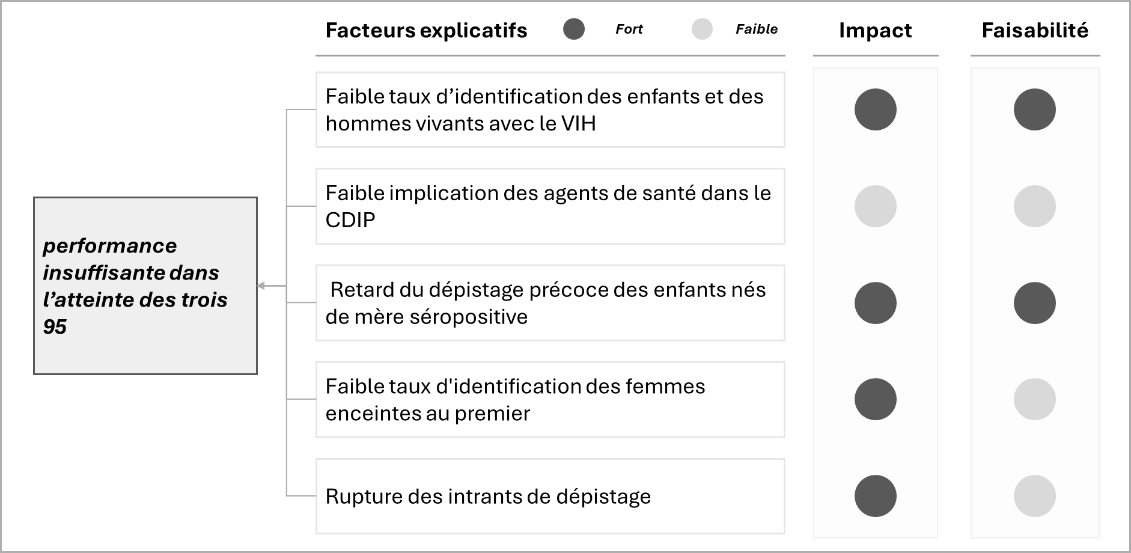 Facteurs explicatifs
Fort
Faible
Impact
Faisabilité
performance
insuffisante dans
l’atteinte des trois
95
Faible taux d’identification des enfants et des
hommes vivants avec le VIH
Faible implication des agents de santé dans le
CDIP
Retard du dépistage précoce des enfants nés
de mère séropositive
Faible taux d'identification des femmes
enceintes au premier
Rupture des intrants de dépistage